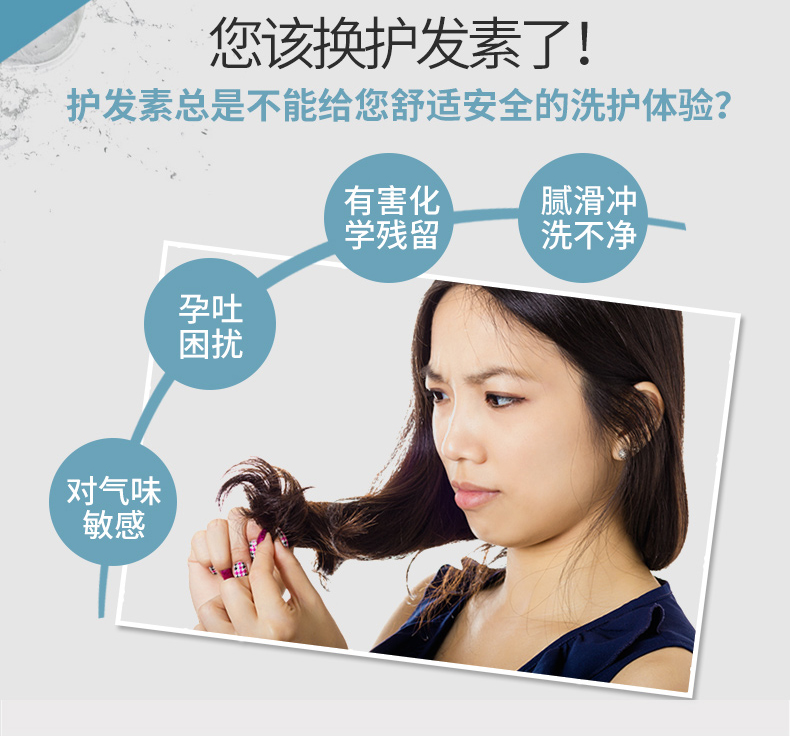 您该换护发素了!
护发素总是不能给您舒适安全的洗护体验?
有害化
学残留
腻滑冲
洗不净
孕吐
困扰
对气味
敏感